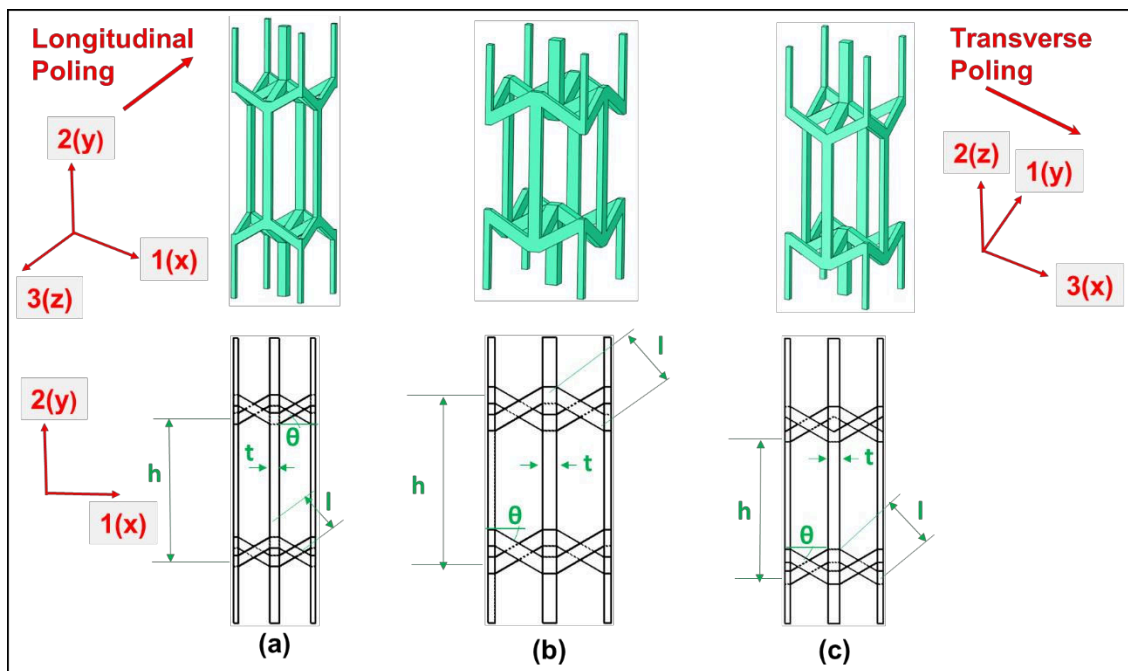 Longitudinal
Poling
2(y)
1(x)
3(z)
Transverse
Poling
2(z)
1(y)
3(x)
2(y)
1(x)
h
t
θ
l
(a)
h
t
θ
l
(b)
h
t
θ
l
(c)